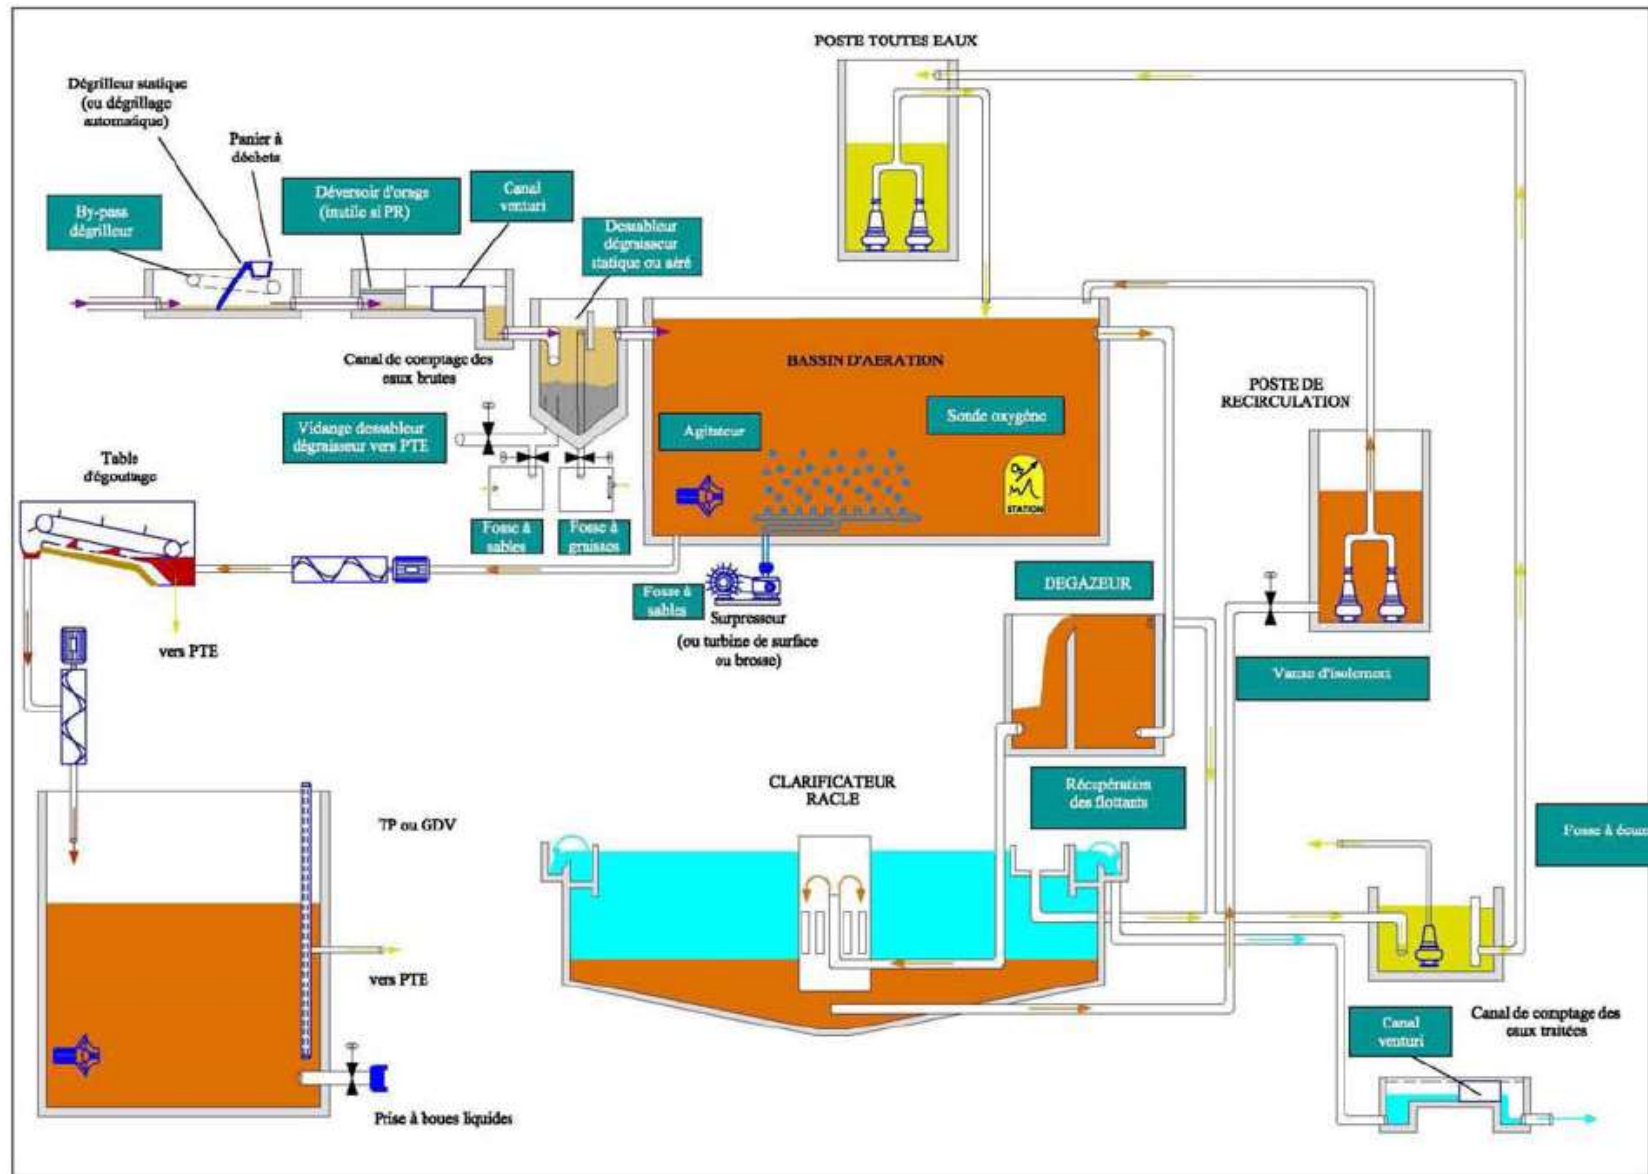 POSTE TOUTES EAUX
Dégrilleur statique
(ou dégrillage
automatique)
Panier à
déchets
By-pass
dégrilleur
Déversoir d'orage
(inutile si PR)
Canal
venturi
Dessableur
dégraisseur
statique ou aéré
Canal de comptage des
eaux brutes
BASSIN D'AERATION
POSTE DE
RECIRCULATION
Vidange dessableur
dégraisseur vers PTE
Agitateur
Sonde oxygène
O2
STATION
Table
d'égouttage
Fosse à
sables
Fosse à
graisses
Fosse à
sables
Surpresseur
(ou turbine de surface
ou brosse)
DEGAZEUR
vers PTE
Vanne d'isolement
CLARIFICATEUR
RACLE
Récupération
des flottants
TP ou GDV
Fosse à écum
vers PTE
Canal de comptage des
eaux traitées
Canal
venturi
Prise à boues liquides